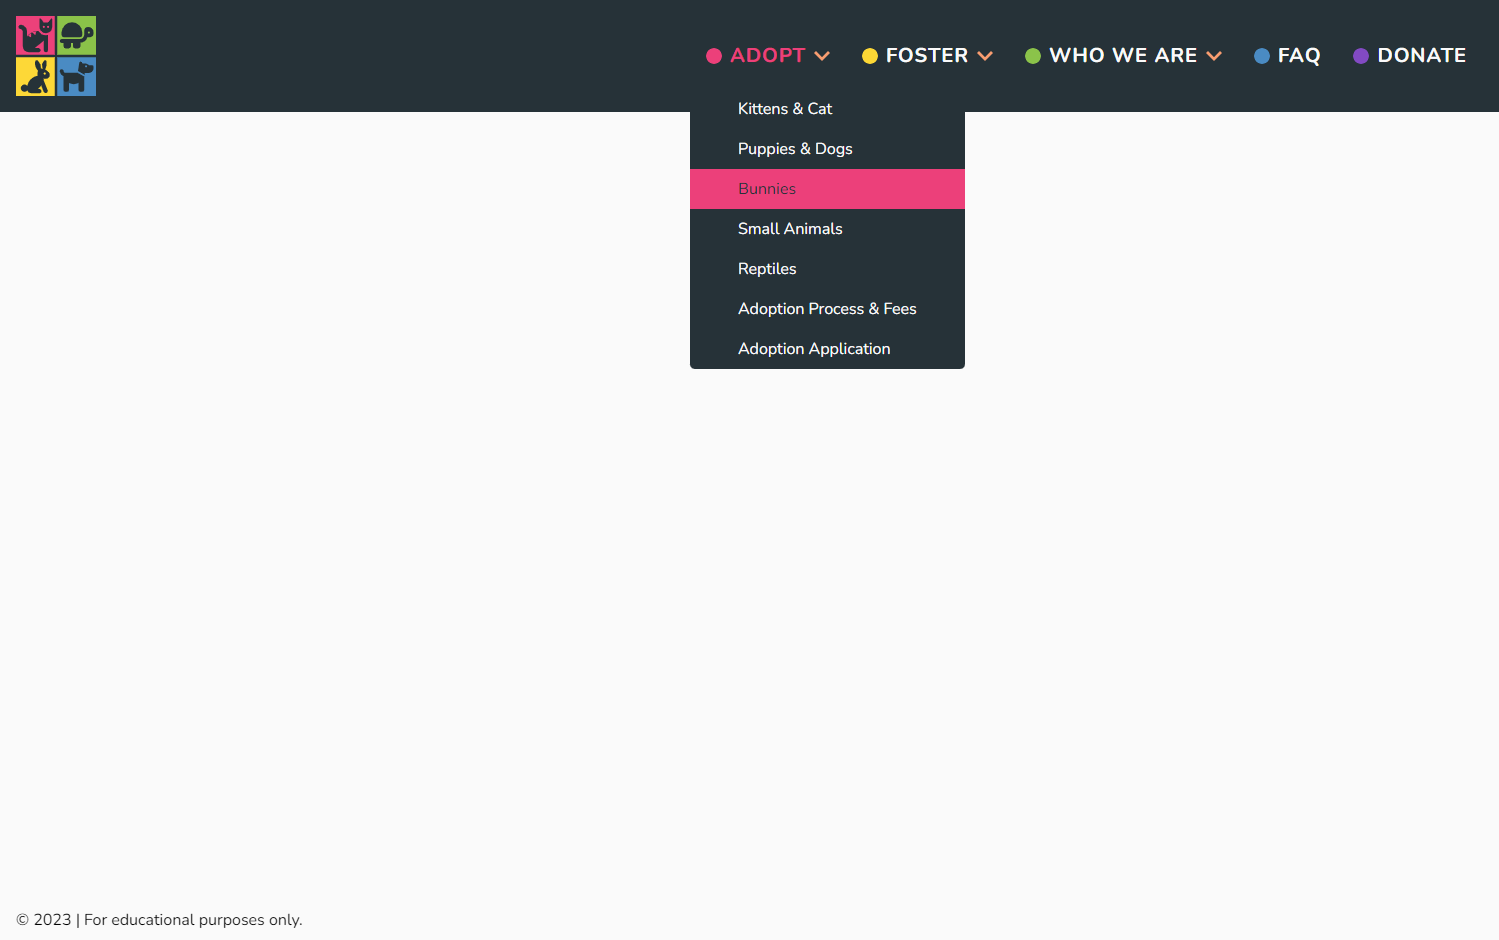 ADOPT FOSTER WHO WE ARE FAQ DONATE
Kittens & Cat
Puppies & Dogs
Bunnies
Small Animals
Reptiles
Adoption Process & Fees
Adoption Application
© 2023 | For educational purposes only.